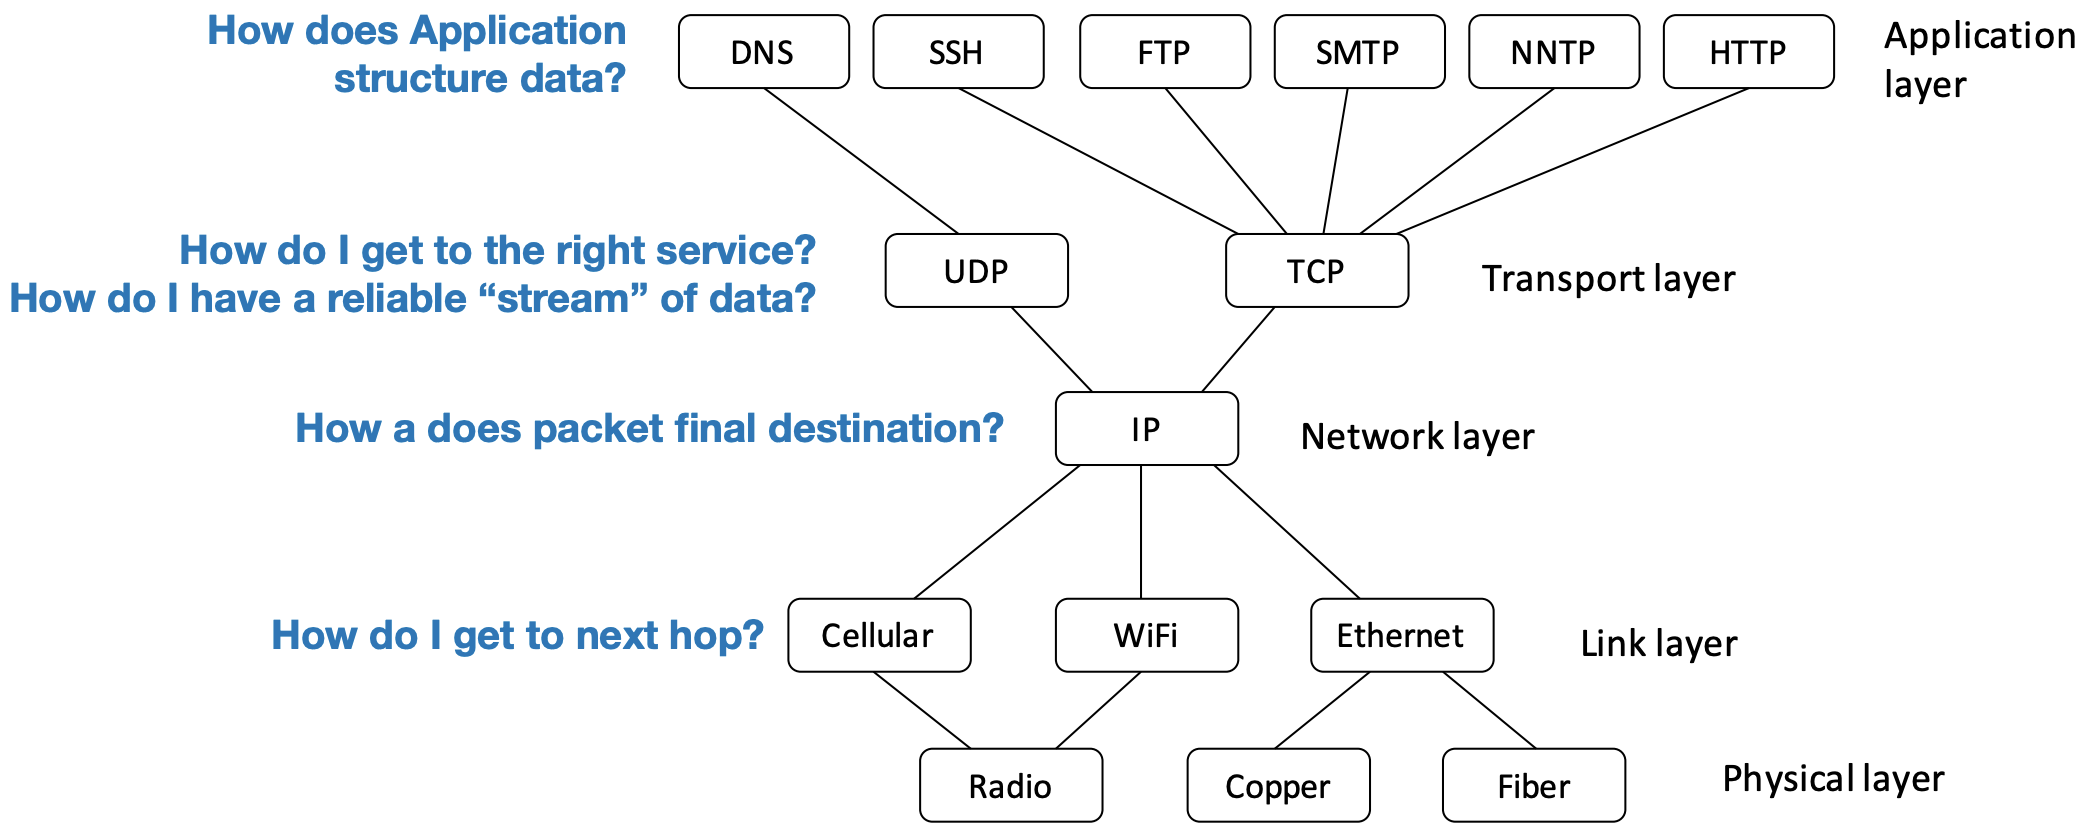 How does Application
structure data?
DNS
SSH
FTP
SMTP
NNTP
HTTP
Application
layer
How do I get to the right service?
How do I have a reliable “stream” of data?
UDP
TCP
Transport layer
How a does packet final destination?
IP
Network layer
How do I get to next hop?
Cellular
WiFi
Ethernet
Link layer
Radio
Copper
Fiber
Physical layer